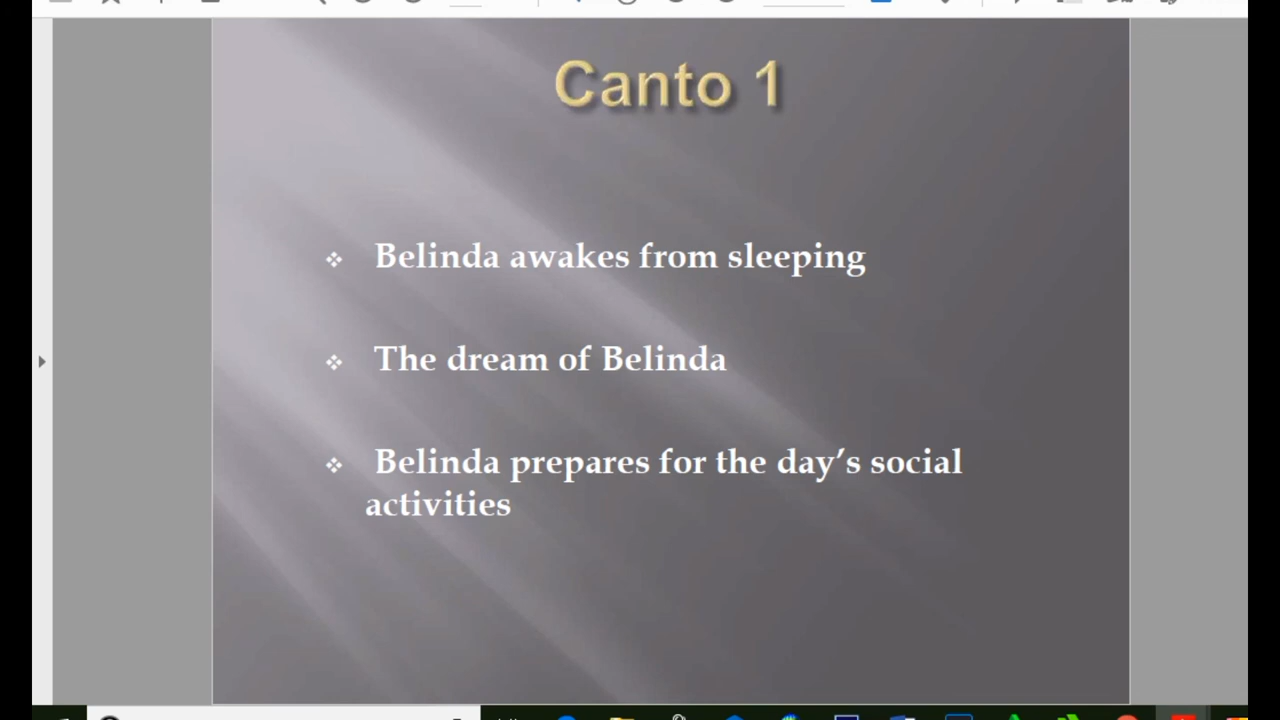 Canto 1
❖ Belinda awakes from sleeping
❖ The dream of Belinda
❖ Belinda prepares for the day’s social
activities